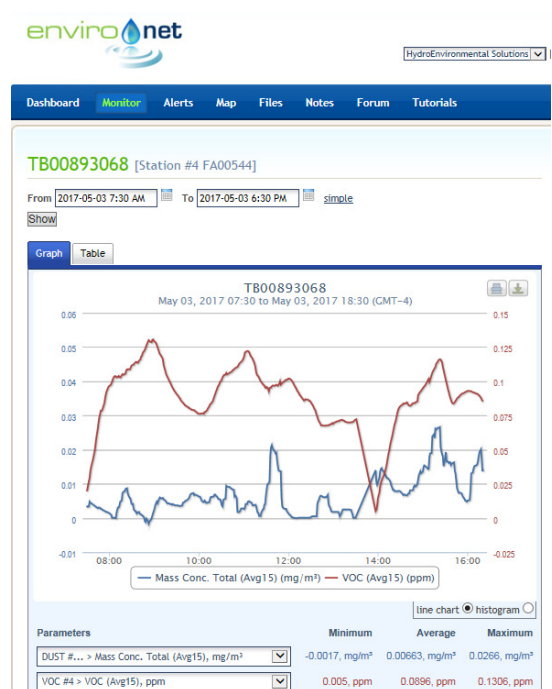 enviro net
HydroEnvironmental Solutions
Dashboard Monitor Alerts Map Files Notes Forum Tutorials
TB00893068 [Station #4 FA00544]
From 2017-05-03 7:30 AM To 2017-05-03 6:30 PM simple
Show
Graph Table
TB00893068
May 03, 2017 07:30 to May 03, 2017 18:30 (GMT-4)
0.06 0.15
0.05 0.125
0.04 0.1
0.03 0.075
0.02 0.05
0.01 0.025
0 0
-0.01 -0.025
08:00 10:00 12:00 14:00 16:00
Mass Conc. Total (Avg15) (mg/m³) VOC (Avg15) (ppm)
line chart histogram
Parameters Minimum Average Maximum
DUST #... > Mass Conc. Total (Avg15), mg/m³ -0.0017, mg/m³ 0.00663, mg/m³ 0.0266, mg/m³
VOC #4 > VOC (Avg15), ppm 0.005, ppm 0.0896, ppm 0.1306, ppm